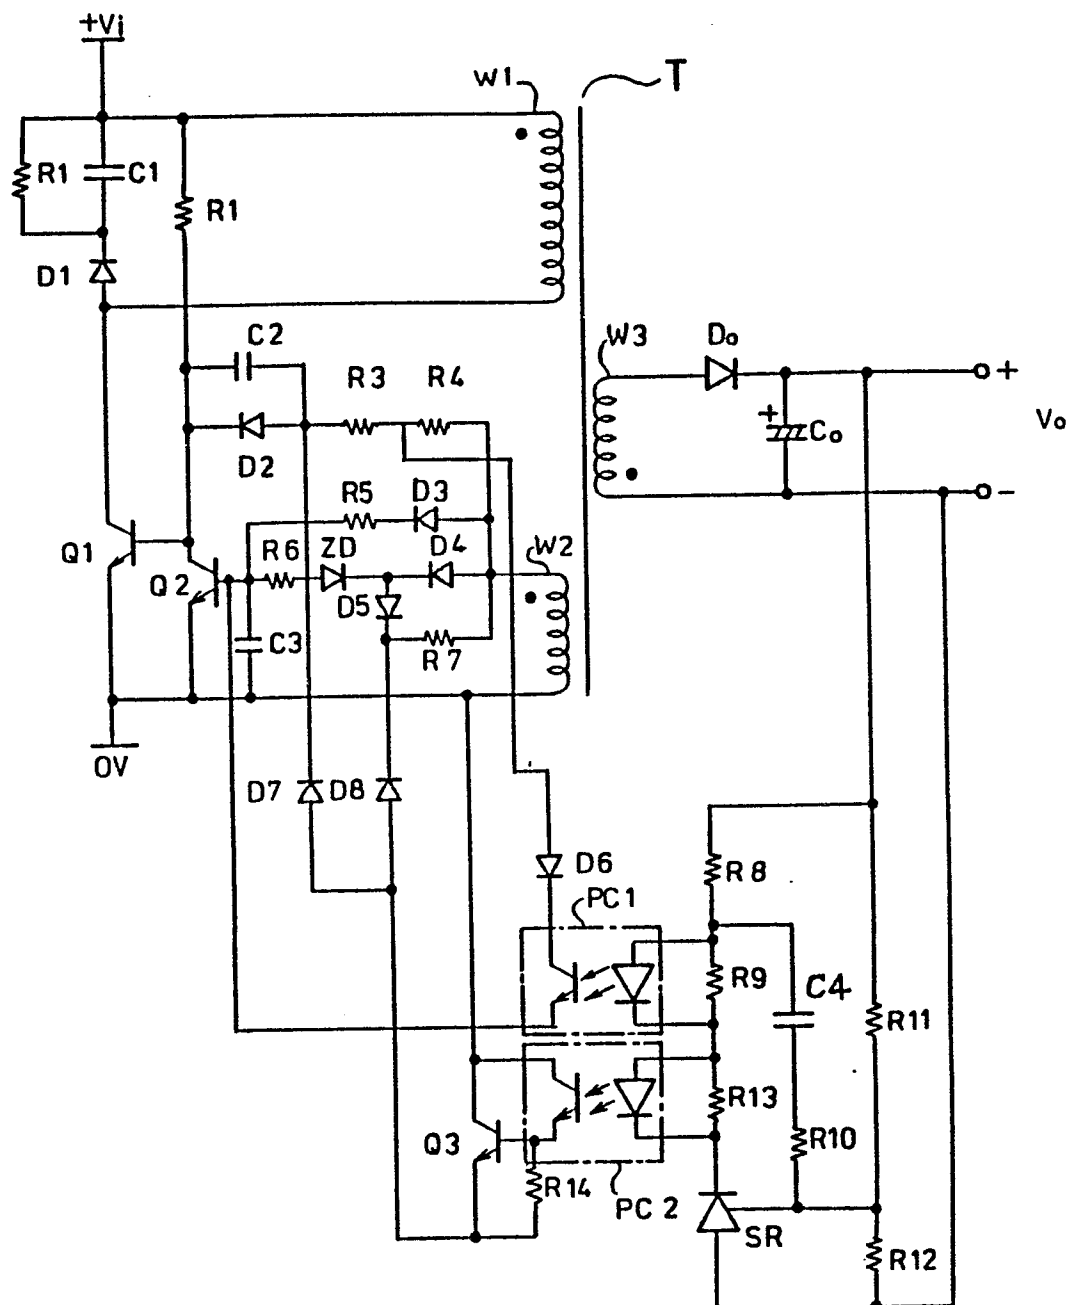 +Vi
W1
T
R1
C1
R1
D1
C2
W3
Do
R3
R4
+
+
Co
Vo
D2
R5
D3
-
Q1
R6
ZD
D4
W2
Q2
D5
C3
R7
0V
D7
D8
D6
R8
PC1
R9
C4
R11
R13
Q3
R10
R14
PC2
SR
R12